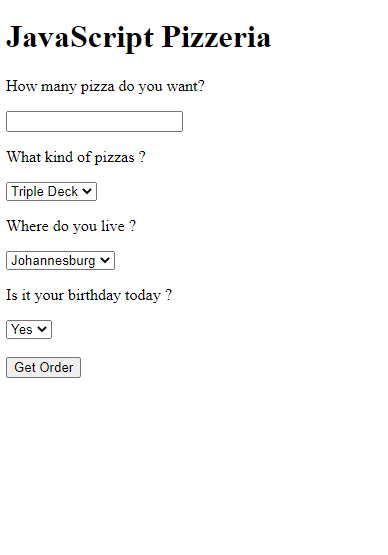 JavaScript Pizzeria
How many pizza do you want?
What kind of pizzas ?
Triple Deck
Where do you live ?
Johannesburg
Is it your birthday today ?
Yes
Get Order